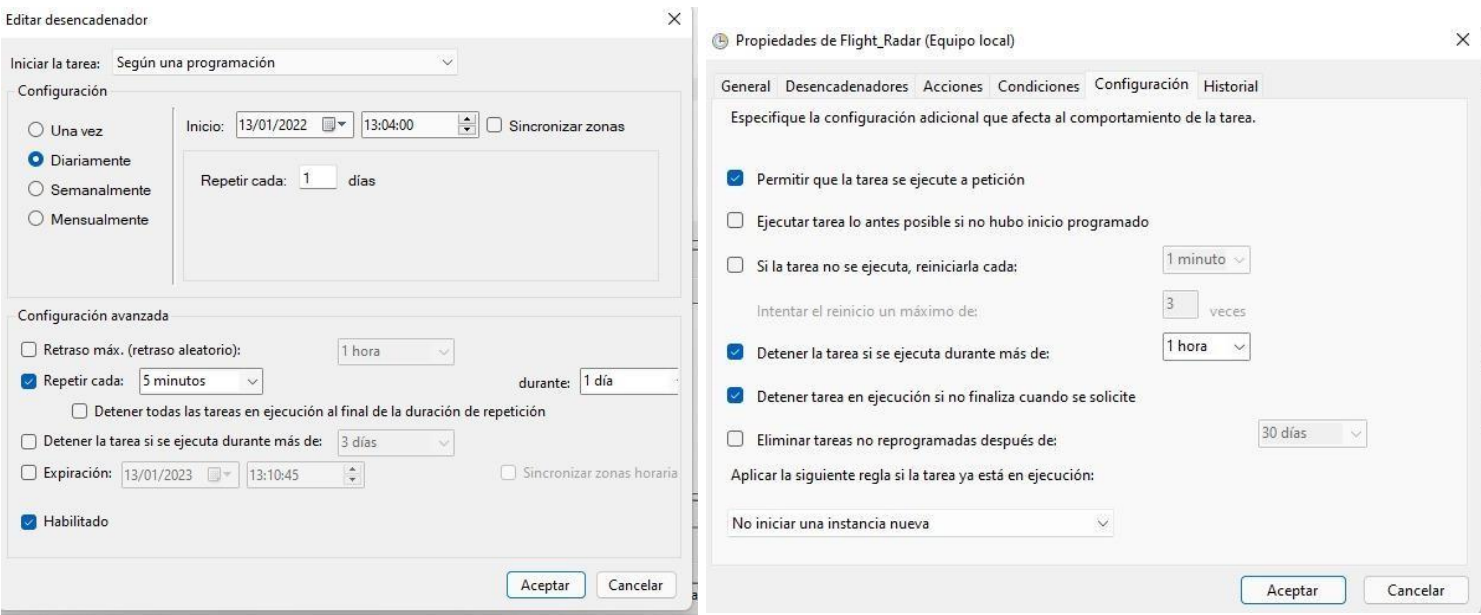 Editar desencadenador
Iniciar la tarea: Según una programación
Configuración
Una vez
Diariamente
Semanalmente
Mensualmente
Inicio: 13/01/2022 13:04:00 Sincronizar zonas
Repetir cada: 1 días
Configuración avanzada
Retraso máx. (retraso aleatorio): 1 hora
Repetir cada: 5 minutos durante: 1 día
Detener todas las tareas en ejecución al final de la duración de repetición
Detener la tarea si se ejecuta durante más de: 3 días
Expiración: 13/01/2023 13:10:45 Sincronizar zonas horaria
Habilitado
Aceptar Cancelar
Propiedades de Flight_Radar (Equipo local)
General Desencadenadores Acciones Condiciones Configuración Historial
Especifique la configuración adicional que afecta al comportamiento de la tarea.
Permitir que la tarea se ejecute a petición
Ejecutar tarea lo antes posible si no hubo inicio programado
Si la tarea no se ejecuta, reiniciarla cada: 1 minuto
Intentar el reinicio un máximo de: 3 veces
Detener la tarea si se ejecuta durante más de: 1 hora
Detener tarea en ejecución si no finaliza cuando se solicite
Eliminar tareas no reprogramadas después de: 30 días
Aplicar la siguiente regla si la tarea ya está en ejecución:
No iniciar una instancia nueva
Aceptar Cancelar